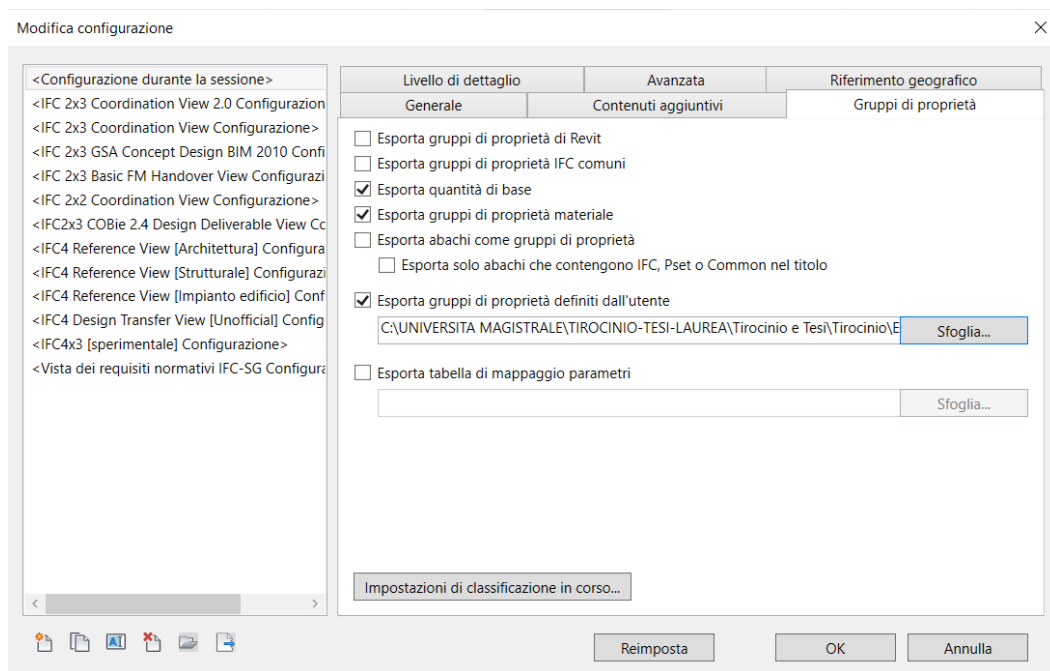 Modifica configurazione
<Configurazione durante la sessione>
<IFC 2x3 Coordination View 2.0 Configurazion
<IFC 2x3 Coordination View Configurazione>
<IFC 2x3 GSA Concept Design BIM 2010 Confi
<IFC 2x3 Basic FM Handover View Configurazi
<IFC 2x2 Coordination View Configurazione>
<IFC2x3 COBie 2.4 Design Deliverable View Cc
<IFC4 Reference View [Architettura] Configura
<IFC4 Reference View [Strutturale] Configurazi
<IFC4 Reference View [Impianto edificio] Conf
<IFC4 Design Transfer View [Unofficial] Config
<IFC4x3 [sperimentale] Configurazione>
<Vista dei requisiti normativi IFC-SG Configura
Livello di dettaglio
Avanzata
Riferimento geografico
Generale
Contenuti aggiuntivi
Gruppi di proprietà
Esporta gruppi di proprietà di Revit
Esporta gruppi di proprietà IFC comuni
Esporta quantità di base
Esporta gruppi di proprietà materiale
Esporta abachi come gruppi di proprietà
Esporta solo abachi che contengono IFC, Pset o Common nel titolo
Esporta gruppi di proprietà definiti dall'utente
C:\UNIVERSITA MAGISTRALE\TIROCINIO-TESI-LAUREA\Tirocinio e Tesi\Tirocinio\E
Sfoglia...
Esporta tabella di mappaggio parametri
Sfoglia...
Impostazioni di classificazione in corso...
Reimposta
OK
Annulla